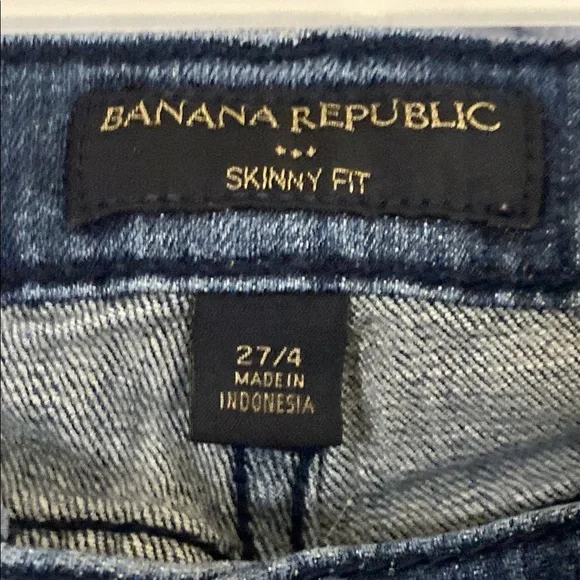 BANANA REPUBLIC
SKINNY FIT
27/4
MADE IN
INDONESIA